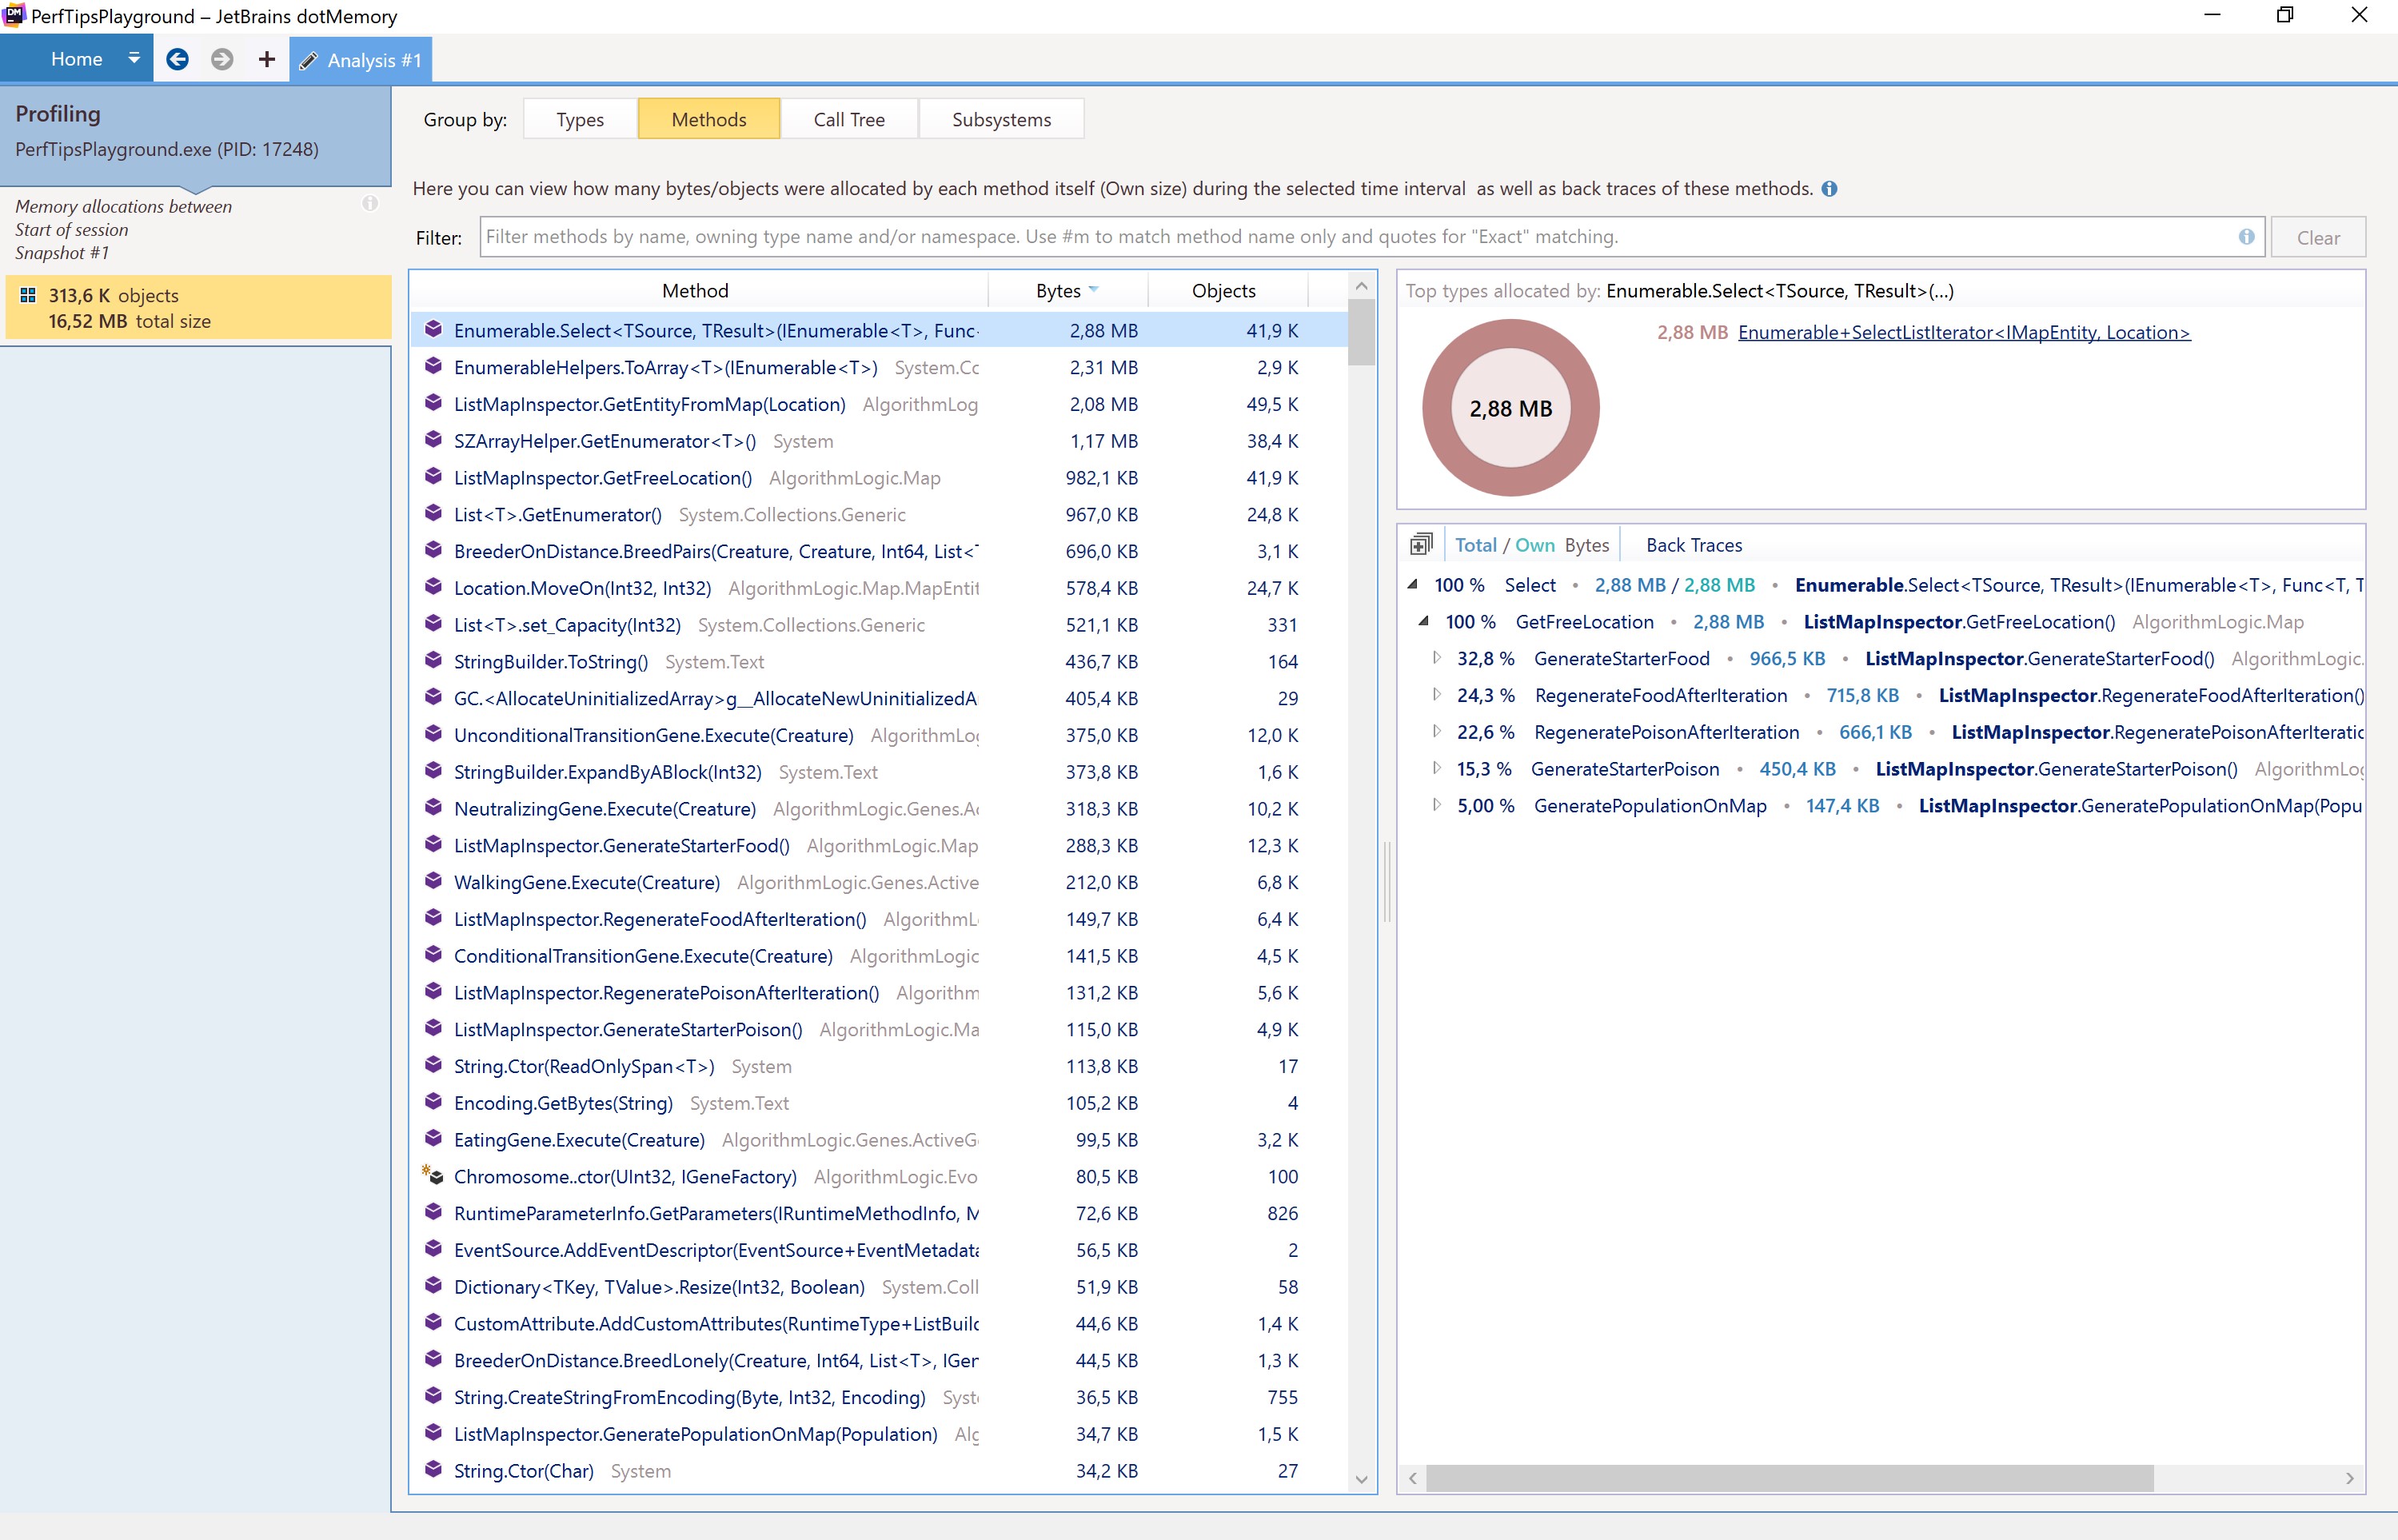 PerfTipsPlayground – JetBrains dotMemory
Home
Analysis #1
Profiling
PerfTipsPlayground.exe (PID: 17248)
Memory allocations between
Start of session
Snapshot #1
313,6 K objects
16,52 MB total size
Group by: Types Methods Call Tree Subsystems
Here you can view how many bytes/objects were allocated by each method itself (Own size) during the selected time interval as well as back traces of these methods.
Filter: Filter methods by name, owning type name and/or namespace. Use #m to match method name only and quotes for "Exact" matching. Clear
Method Bytes Objects
Enumerable.Select<TSource, TResult>(IEnumerable<T>, Func 2,88 MB 41,9 K
EnumerableHelpers.ToArray<T>(IEnumerable<T>) System.Cc 2,31 MB 2,9 K
ListMapInspector.GetEntityFromMap(Location) AlgorithmLog 2,08 MB 49,5 K
SZArrayHelper.GetEnumerator<T>() System 1,17 MB 38,4 K
ListMapInspector.GetFreeLocation() AlgorithmLogic.Map 982,1 KB 41,9 K
List<T>.GetEnumerator() System.Collections.Generic 967,0 KB 24,8 K
BreederOnDistance.BreedPairs(Creature, Creature, Int64, List< 696,0 KB 3,1 K
Location.MoveOn(Int32, Int32) AlgorithmLogic.Map.MapEntit 578,4 KB 24,7 K
List<T>.set_Capacity(Int32) System.Collections.Generic 521,1 KB 331
StringBuilder.ToString() System.Text 436,7 KB 164
GC.<AllocateUninitializedArray>g__AllocateNewUninitializedA 405,4 KB 29
UnconditionalTransitionGene.Execute(Creature) AlgorithmLog 375,0 KB 12,0 K
StringBuilder.ExpandByABlock(Int32) System.Text 373,8 KB 1,6 K
NeutralizingGene.Execute(Creature) AlgorithmLogic.Genes.Ac 318,3 KB 10,2 K
ListMapInspector.GenerateStarterFood() AlgorithmLogic.Map 288,3 KB 12,3 K
WalkingGene.Execute(Creature) AlgorithmLogic.Genes.Active 212,0 KB 6,8 K
ListMapInspector.RegenerateFoodAfterIteration() AlgorithmL 149,7 KB 6,4 K
ConditionalTransitionGene.Execute(Creature) AlgorithmLogic 141,5 KB 4,5 K
ListMapInspector.RegeneratePoisonAfterIteration() Algorithm 131,2 KB 5,6 K
ListMapInspector.GenerateStarterPoison() AlgorithmLogic.Ma 115,0 KB 4,9 K
String.Ctor(ReadOnlySpan<T>) System 113,8 KB 17
Encoding.GetBytes(String) System.Text 105,2 KB 4
EatingGene.Execute(Creature) AlgorithmLogic.Genes.ActiveG 99,5 KB 3,2 K
Chromosome..ctor(UInt32, IGeneFactory) AlgorithmLogic.Evo 80,5 KB 100
RuntimeParameterInfo.GetParameters(IRuntimeMethodInfo, M 72,6 KB 826
EventSource.AddEventDescriptor(EventSource+EventMetadata 56,5 KB 2
Dictionary<TKey, TValue>.Resize(Int32, Boolean) System.Coll 51,9 KB 58
CustomAttribute.AddCustomAttributes(RuntimeType+ListBuild 44,6 KB 1,4 K
BreederOnDistance.BreedLonely(Creature, Int64, List<T>, IGen 44,5 KB 1,3 K
String.CreateStringFromEncoding(Byte, Int32, Encoding) Syst 36,5 KB 755
ListMapInspector.GeneratePopulationOnMap(Population) Alg 34,7 KB 1,5 K
String.Ctor(Char) System 34,2 KB 27
Top types allocated by: Enumerable.Select<TSource, TResult>(...)
2,88 MB
2,88 MB Enumerable+SelectListIterator<IMapEntity, Location>
Total / Own Bytes Back Traces
100 % Select • 2,88 MB / 2,88 MB • Enumerable.Select<TSource, TResult>(IEnumerable<T>, Func<T, T
100 % GetFreeLocation • 2,88 MB • ListMapInspector.GetFreeLocation() AlgorithmLogic.Map
32,8 % GenerateStarterFood • 966,5 KB • ListMapInspector.GenerateStarterFood() AlgorithmLogic.
24,3 % RegenerateFoodAfterIteration • 715,8 KB • ListMapInspector.RegenerateFoodAfterIteration()
22,6 % RegeneratePoisonAfterIteration • 666,1 KB • ListMapInspector.RegeneratePoisonAfterIteratic
15,3 % GenerateStarterPoison • 450,4 KB • ListMapInspector.GenerateStarterPoison() AlgorithmLog
5,00 % GeneratePopulationOnMap • 147,4 KB • ListMapInspector.GeneratePopulationOnMap(Popu